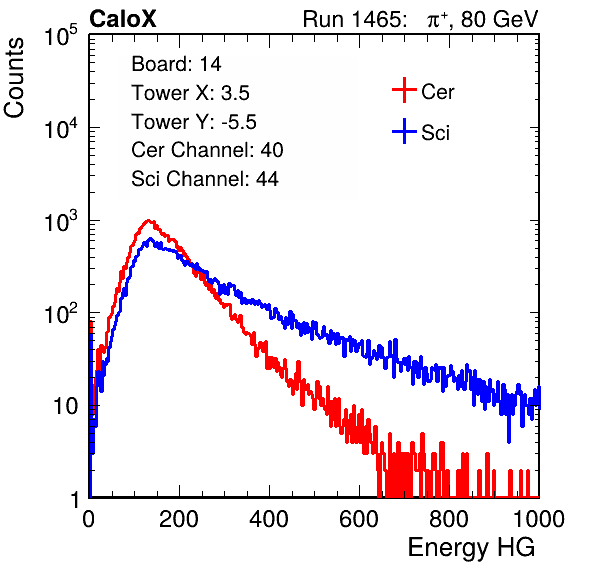 CaloX Run 1465: π⁺, 80 GeV
Counts
10⁵
10⁴
10³
10²
10
1
Board: 14
Tower X: 3.5
Tower Y: -5.5
Cer Channel: 40
Sci Channel: 44
Cer
Sci
0 200 400 600 800 1000
Energy HG